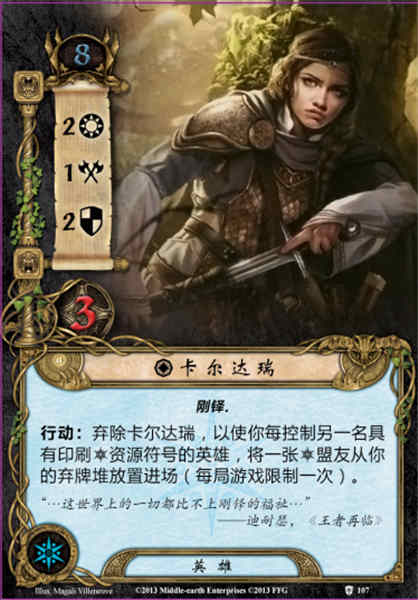 8
2
1
2
3
卡尔达瑞
刚铎.
行动：弃除卡尔达瑞，以使你每控制另一名具
有印刷资源符号的英雄，将一张盟友从你
的弃牌堆放置进场（每局游戏限制一次）。
“…这世界上的一切都比不上刚铎的福祉…”
——迪耐瑟，《王者再临》
英雄
Illus. Magali Villeneuve ©2013 Middle-earth Enterprises ©2013 FFG 107